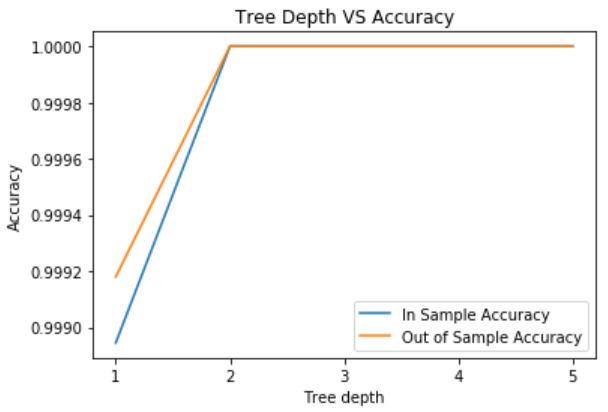 Tree Depth VS Accuracy
1.0000
0.9998
0.9996
0.9994
0.9992
0.9990
Accuracy
In Sample Accuracy
Out of Sample Accuracy
1 2 3 4 5
Tree depth